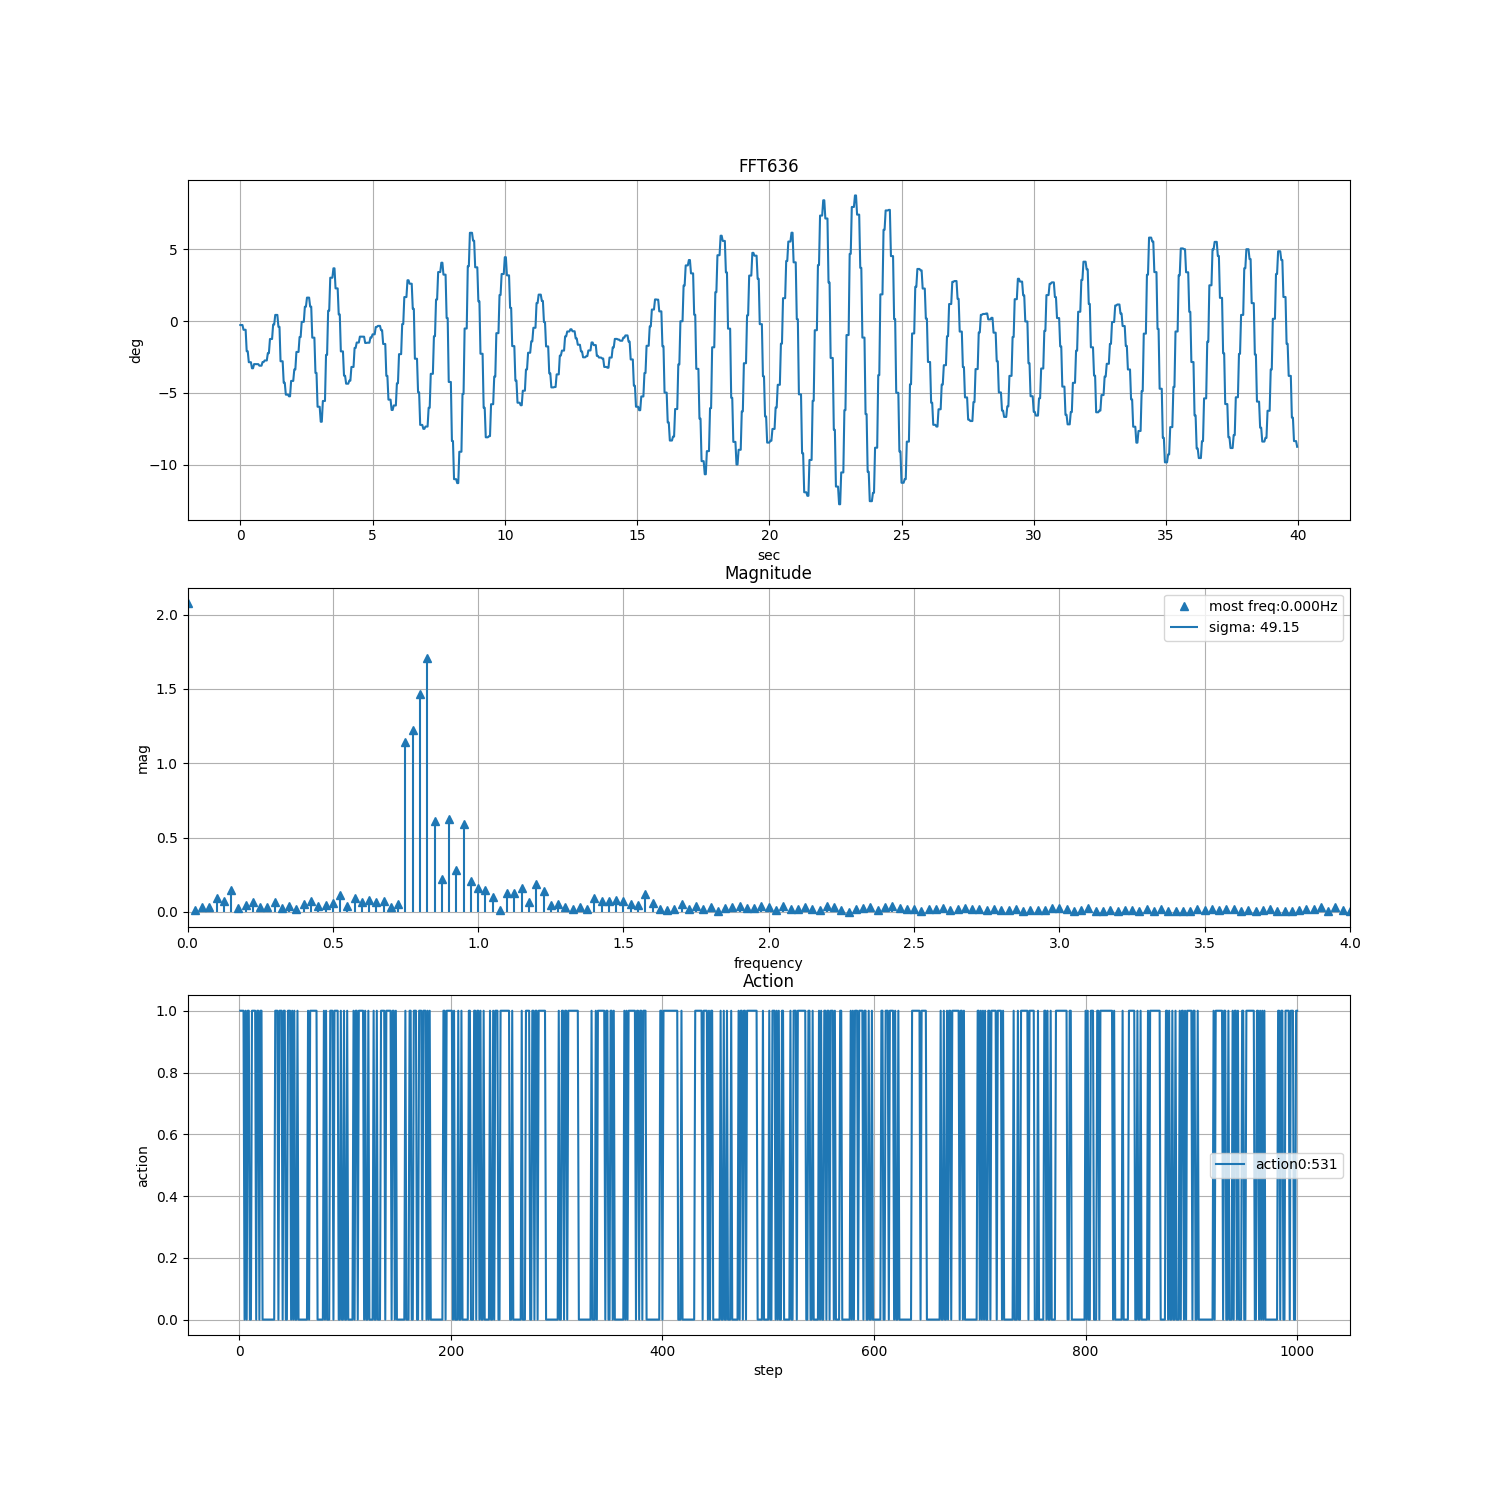 FFT636
5
0
−5
−10
deg
0 5 10 15 20 25 30 35 40
sec
Magnitude
most freq:0.000Hz
sigma: 49.15
2.0
1.5
1.0
0.5
0.0
mag
0.0 0.5 1.0 1.5 2.0 2.5 3.0 3.5 4.0
frequency
Action
1.0
0.8
0.6
0.4
0.2
0.0
action
action0:531
0 200 400 600 800 1000
step